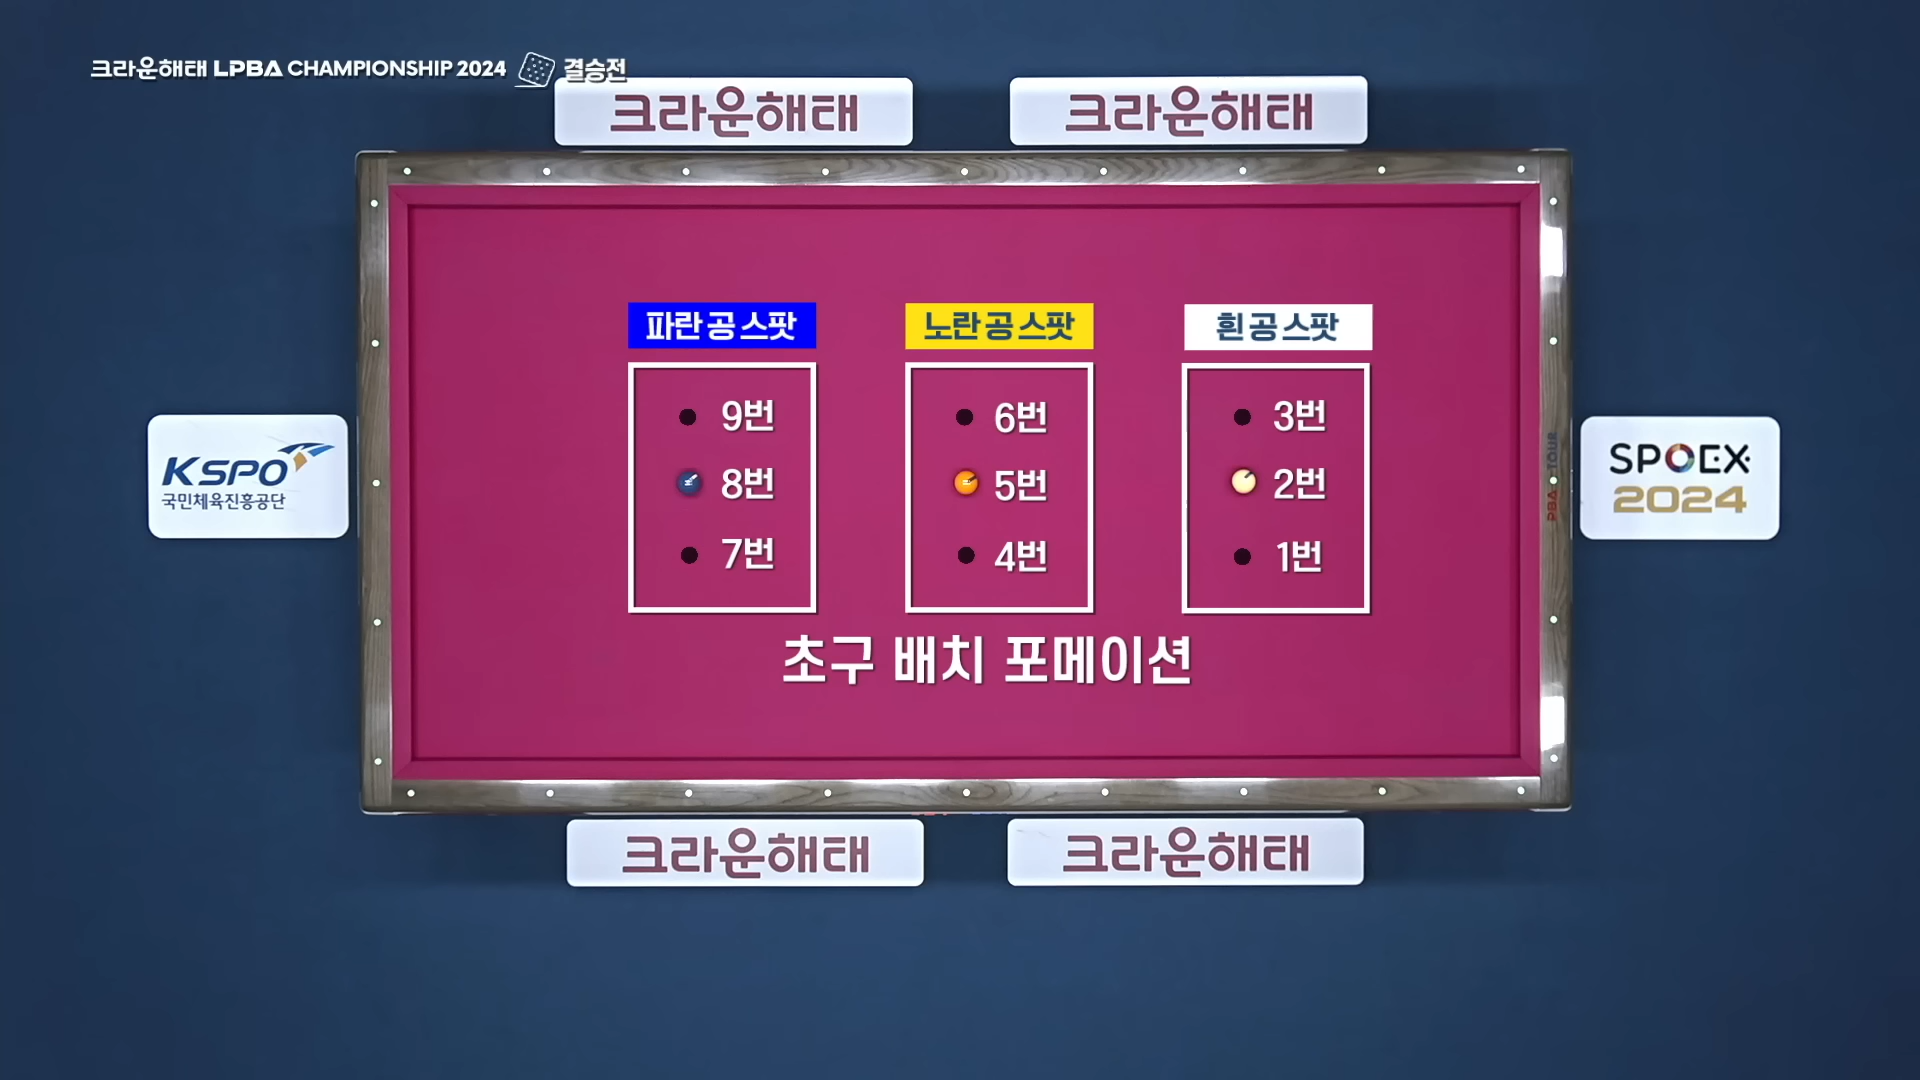 크라운해태 LPBA CHAMPIONSHIP 2024 결승전
크라운해태 크라운해태
파란 공 스팟 노란 공 스팟 흰 공 스팟
9번 6번 3번
8번 5번 2번
7번 4번 1번
초구 배치 포메이션
KSPO
국민체육진흥공단
SPOEX
2024
PBA TOUR
크라운해태 크라운해태